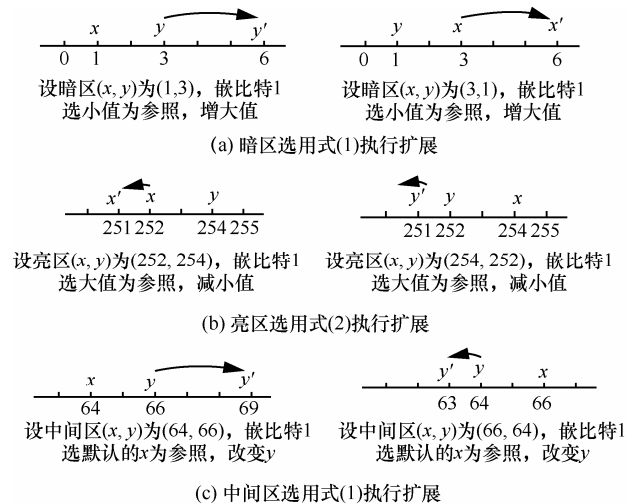 x y y′
0 1 3 6
设暗区(x, y)为(1,3)，嵌比特1
选小值为参照，增大值
y x x′
0 1 3 6
设暗区(x, y)为(3,1)，嵌比特1
选小值为参照，增大值
(a) 暗区选用式(1)执行扩展
x′ x y
251 252 254 255
设亮区(x, y)为(252, 254)，嵌比特1
选大值为参照，减小值
y′ y x
251 252 254 255
设亮区(x, y)为(254, 252)，嵌比特1
选大值为参照，减小值
(b) 亮区选用式(2)执行扩展
x y y′
64 66 69
设中间区(x, y)为(64, 66)，嵌比特1
选默认的x为参照，改变y
y′ y x
63 64 66
设中间区(x, y)为(66, 64)，嵌比特1
选默认的x为参照，改变y
(c) 中间区选用式(1)执行扩展